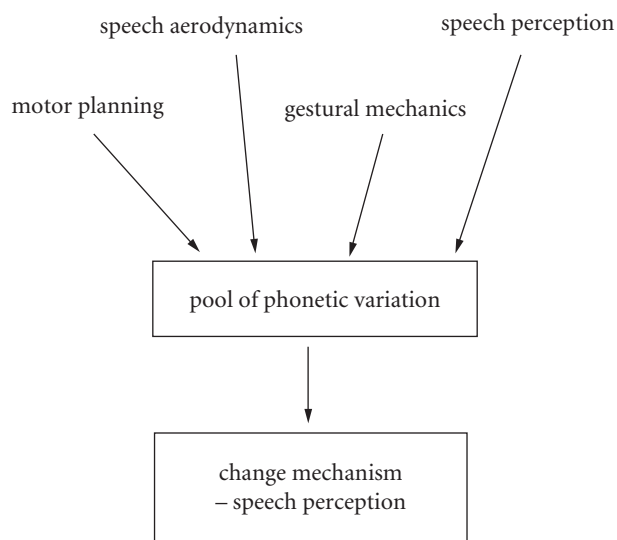 speech aerodynamics
speech perception
motor planning
gestural mechanics
pool of phonetic variation
change mechanism
– speech perception